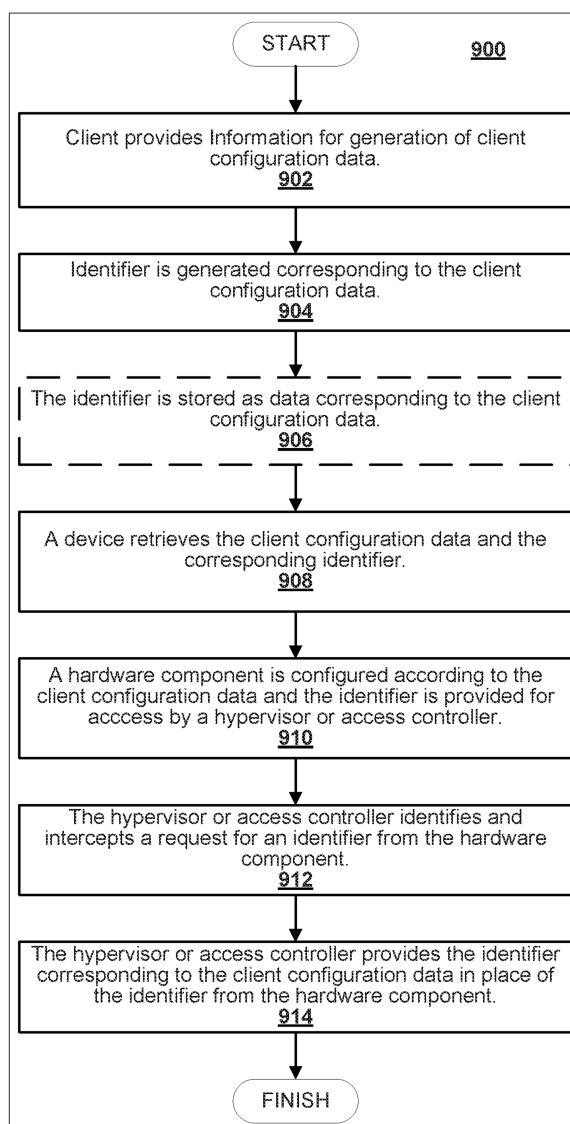 START
900
Client provides Information for generation of client
configuration data.
902
Identifier is generated corresponding to the client
configuration data.
904
The identifier is stored as data corresponding to the client
configuration data.
906
A device retrieves the client configuration data and the
corresponding identifier.
908
A hardware component is configured according to the
client configuration data and the identifier is provided for
acccess by a hypervisor or access controller.
910
The hypervisor or access controller identifies and
intercepts a request for an identifier from the hardware
component.
912
The hypervisor or access controller provides the identifier
corresponding to the client configuration data in place of
the identifier from the hardware component.
914
FINISH